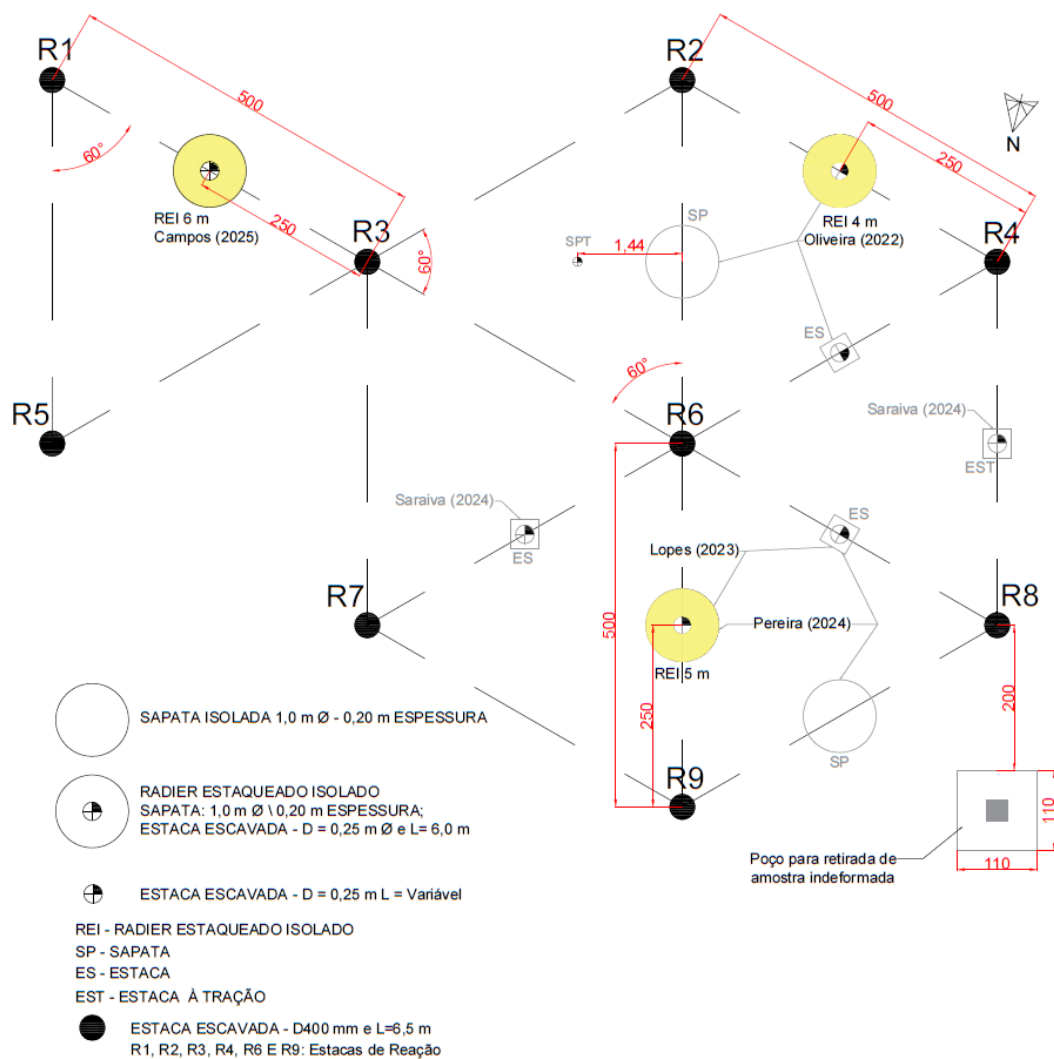 R1
R2
500
500
60°
250
N
REI 6 m
Campos (2025)
250
R3
60°
SP
SPT
1,44
REI 4 m
Oliveira (2022)
R4
ES
60°
R5
R6
Saraiva (2024)
EST
Saraiva (2024)
ES
ES
Lopes (2023)
R7
R8
500
Pereira (2024)
REI 5 m
250
200
SP
R9
SAPATA ISOLADA 1,0 m Ø - 0,20 m ESPESSURA
RADIER ESTAQUEADO ISOLADO
SAPATA: 1,0 m Ø \ 0,20 m ESPESSURA;
ESTACA ESCAVADA - D = 0,25 m Ø e L= 6,0 m
110
110
Poço para retirada de
amostra indeformada
ESTACA ESCAVADA - D = 0,25 m L = Variável
REI - RADIER ESTAQUEADO ISOLADO
SP - SAPATA
ES - ESTACA
EST - ESTACA À TRAÇÃO
ESTACA ESCAVADA - D400 mm e L=6,5 m
R1, R2, R3, R4, R6 E R9: Estacas de Reação